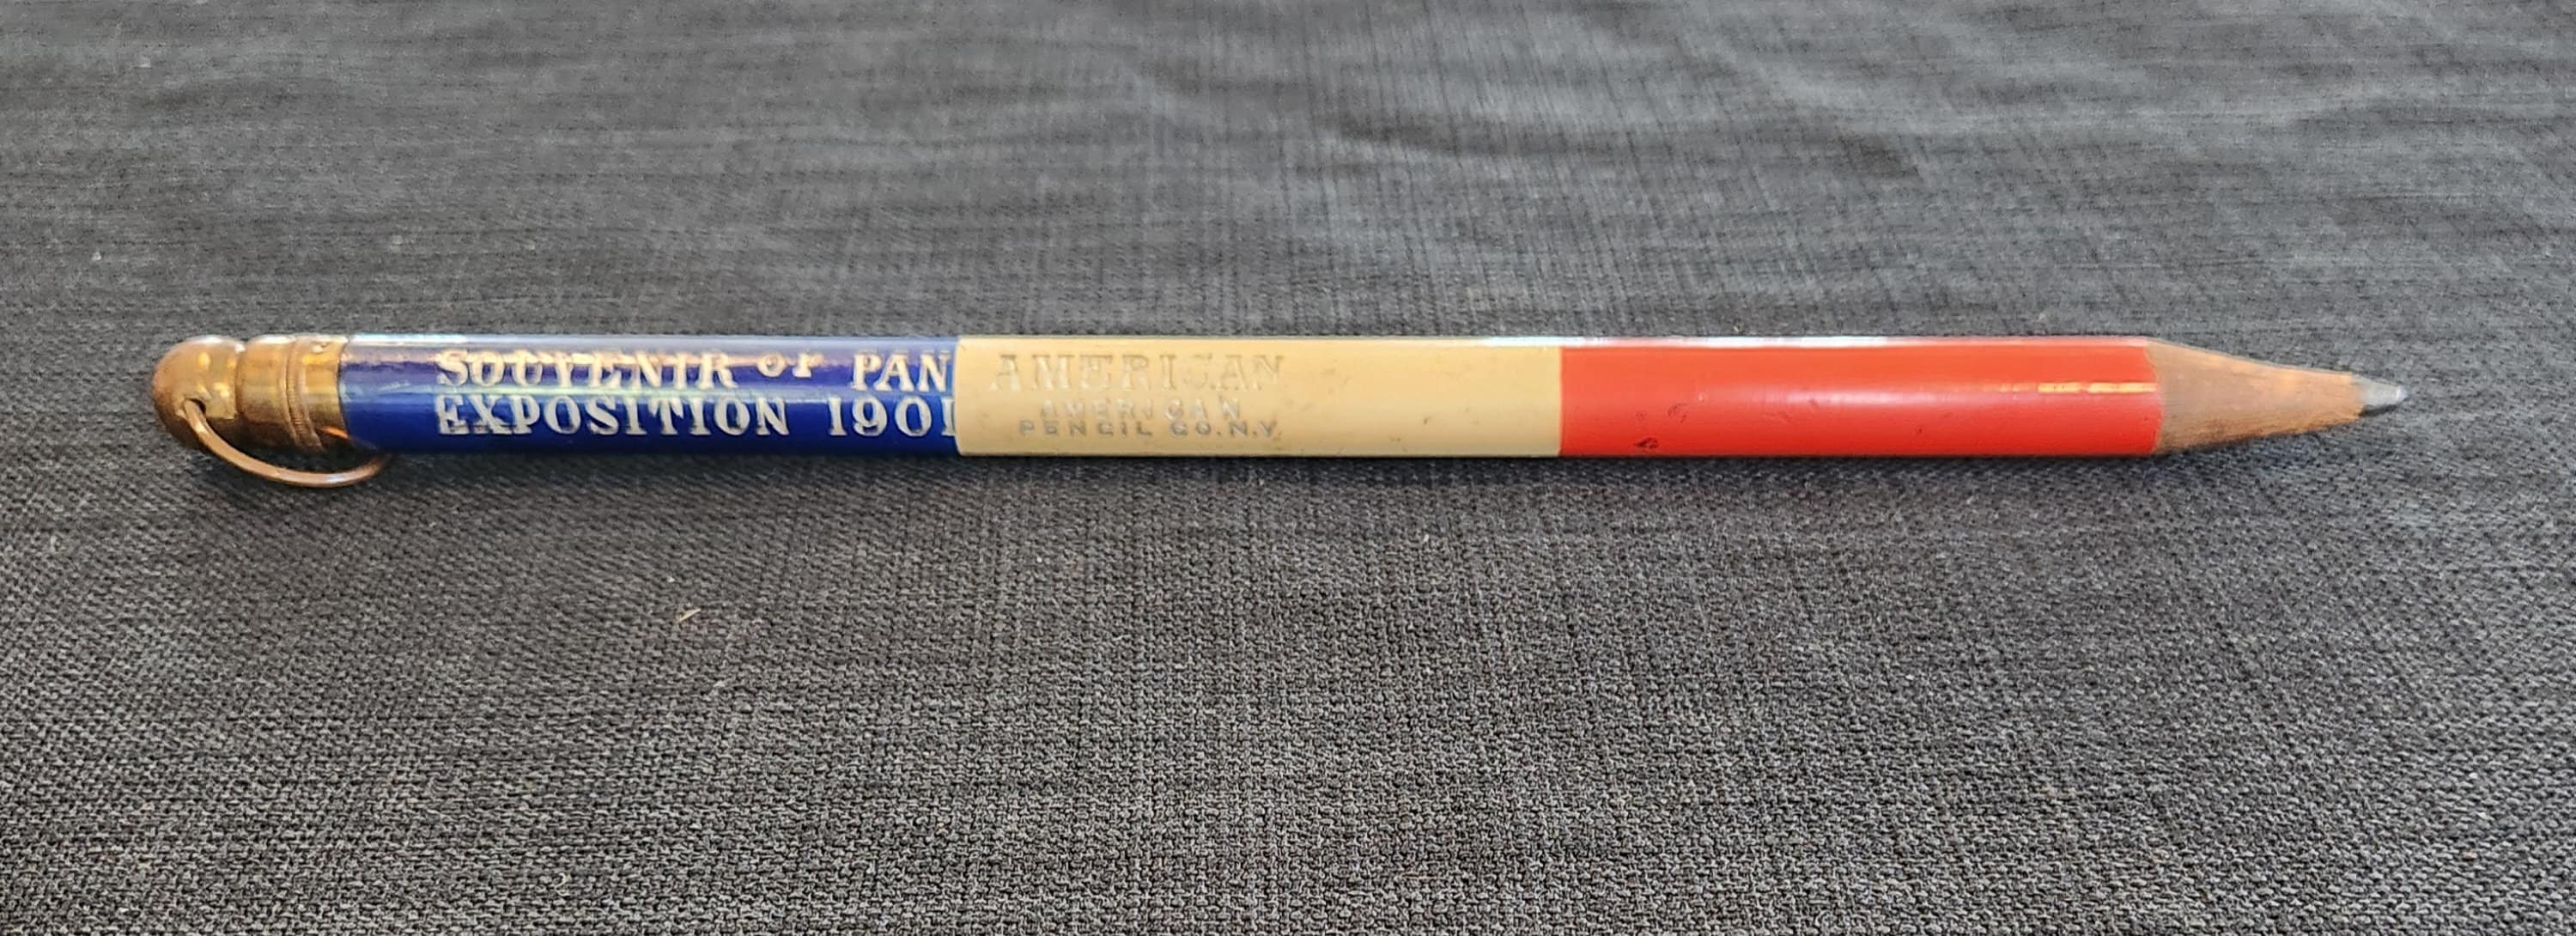 SOUVENIR OF PAN AMERICAN
EXPOSITION 1901
AMERICAN
PENCIL CO.N.Y.